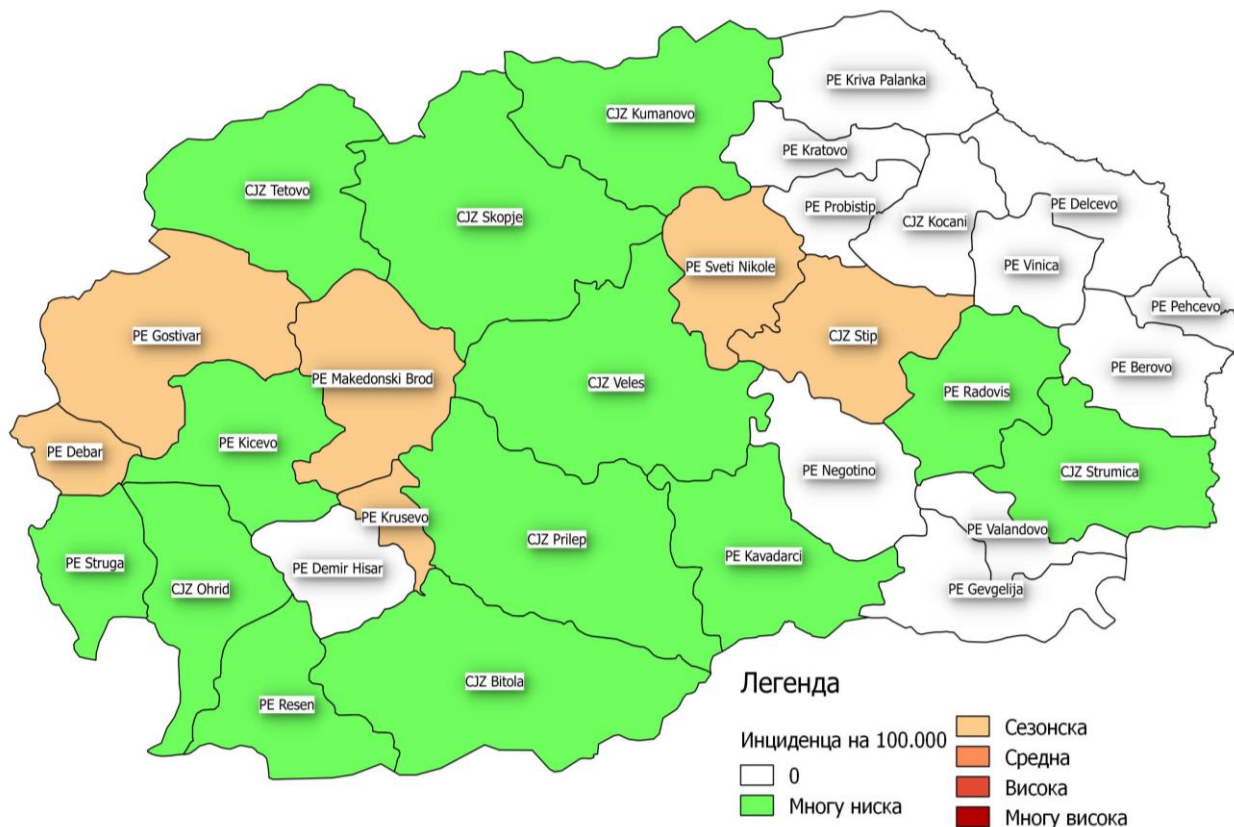 PE Kriva Palanka
CJZ Kumanovo
PE Kratovo
CJZ Tetovo
PE Probistip
PE Delcevo
CJZ Skopje
CJZ Kocani
PE Sveti Nikole
PE Vinica
PE Pehcevo
PE Gostivar
CJZ Stip
PE Berovo
PE Makedonski Brod
CJZ Veles
PE Radovis
PE Debar
PE Kicevo
PE Negotino
CJZ Strumica
PE Krusevo
PE Valandovo
CJZ Prilep
PE Kavadarci
PE Struga
PE Demir Hisar
CJZ Ohrid
PE Gevgelija
CJZ Bitola
PE Resen
Легенда
Инциденца на 100.000
0
Многу ниска
Сезонска
Средна
Висока
Многу висока